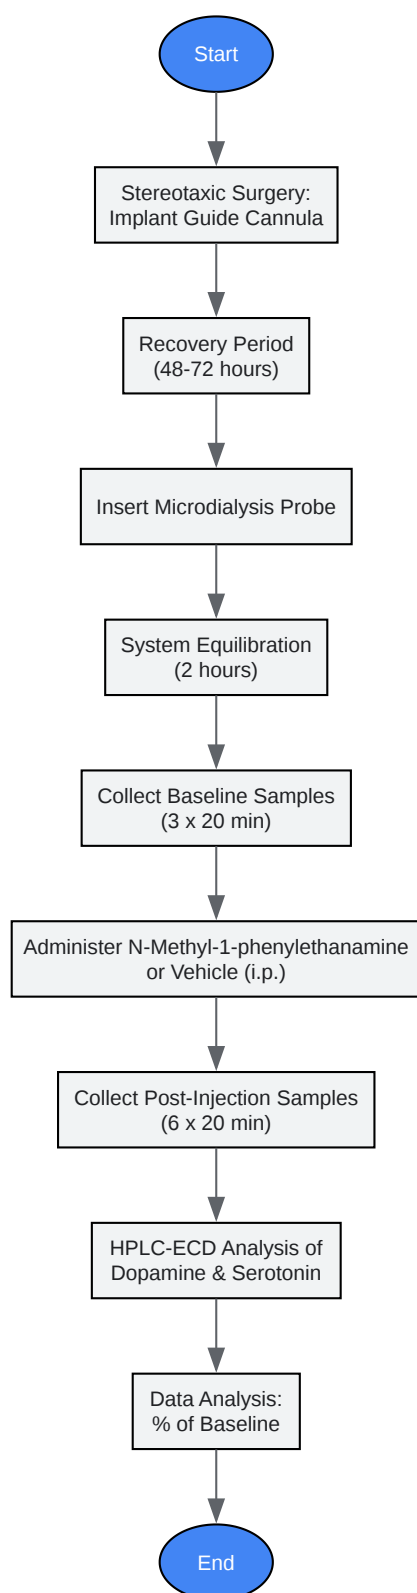 Start
Stereotaxic Surgery:
Implant Guide Cannula
Recovery Period
(48-72 hours)
Insert Microdialysis Probe
System Equilibration
(2 hours)
Collect Baseline Samples
(3 x 20 min)
Administer N-Methyl-1-phenylethanamine
or Vehicle (i.p.)
Collect Post-Injection Samples
(6 x 20 min)
HPLC-ECD Analysis of
Dopamine & Serotonin
Data Analysis:
% of Baseline
End